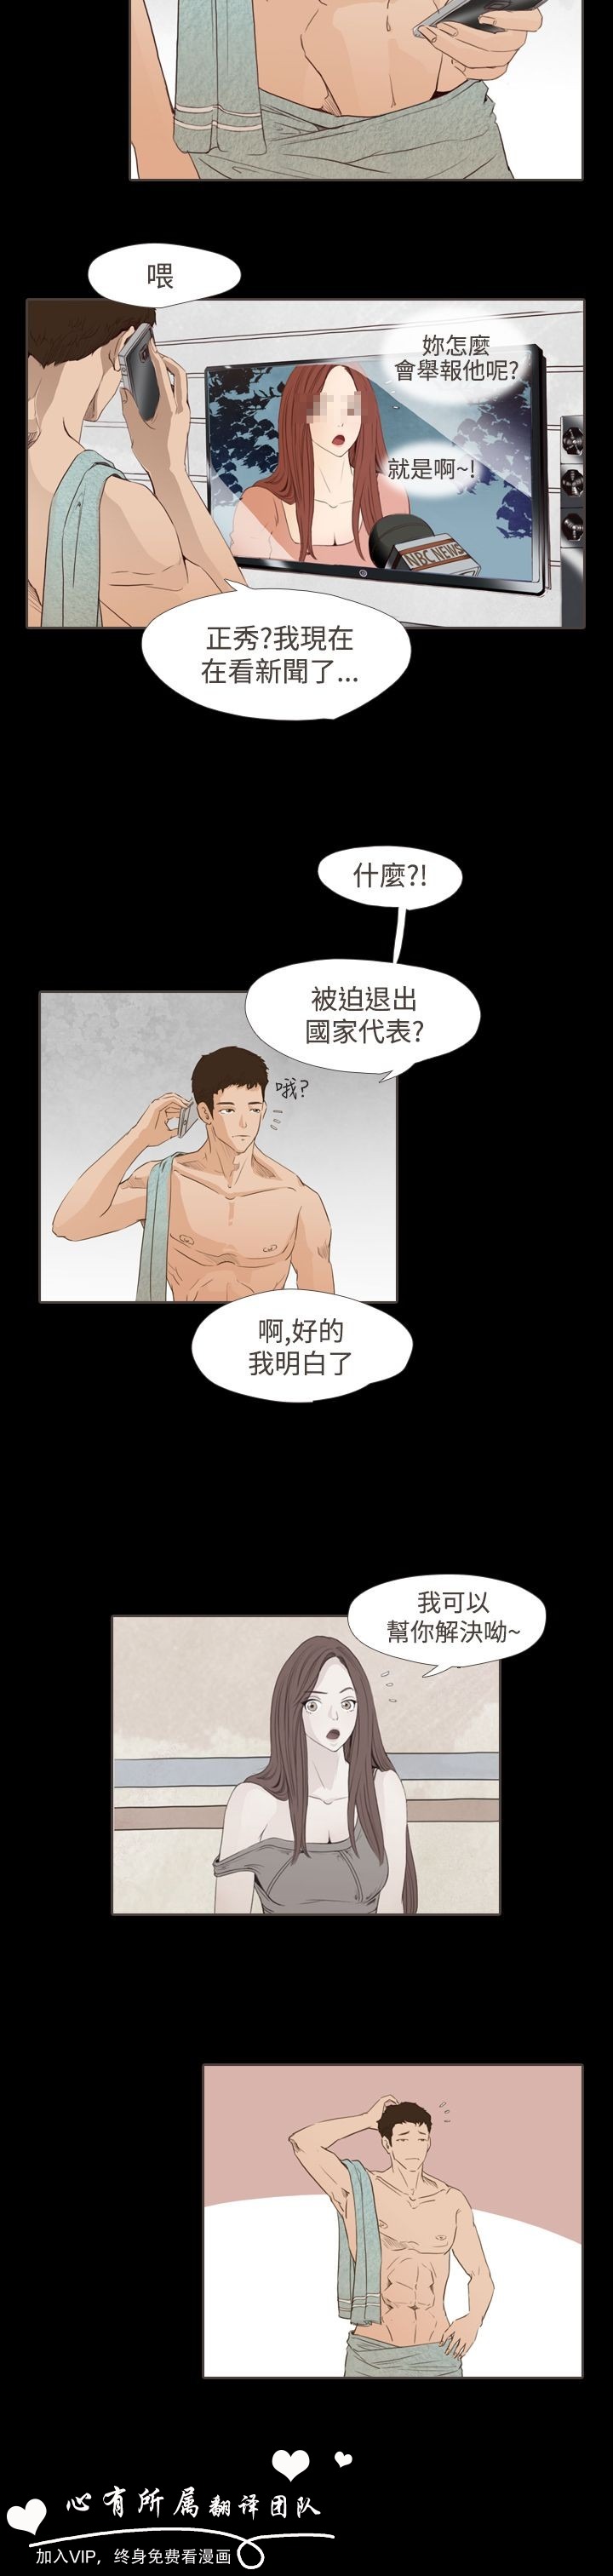 喂
妳怎麼
會舉報他呢?
就是啊~!
NBC NEWS
正秀?我現在
在看新聞了...
什麼?!
被迫退出
國家代表?
哦?
啊,好的
我明白了
我可以
幫你解決呦~
心有所属翻译团队
加入VIP，终身免费看漫画